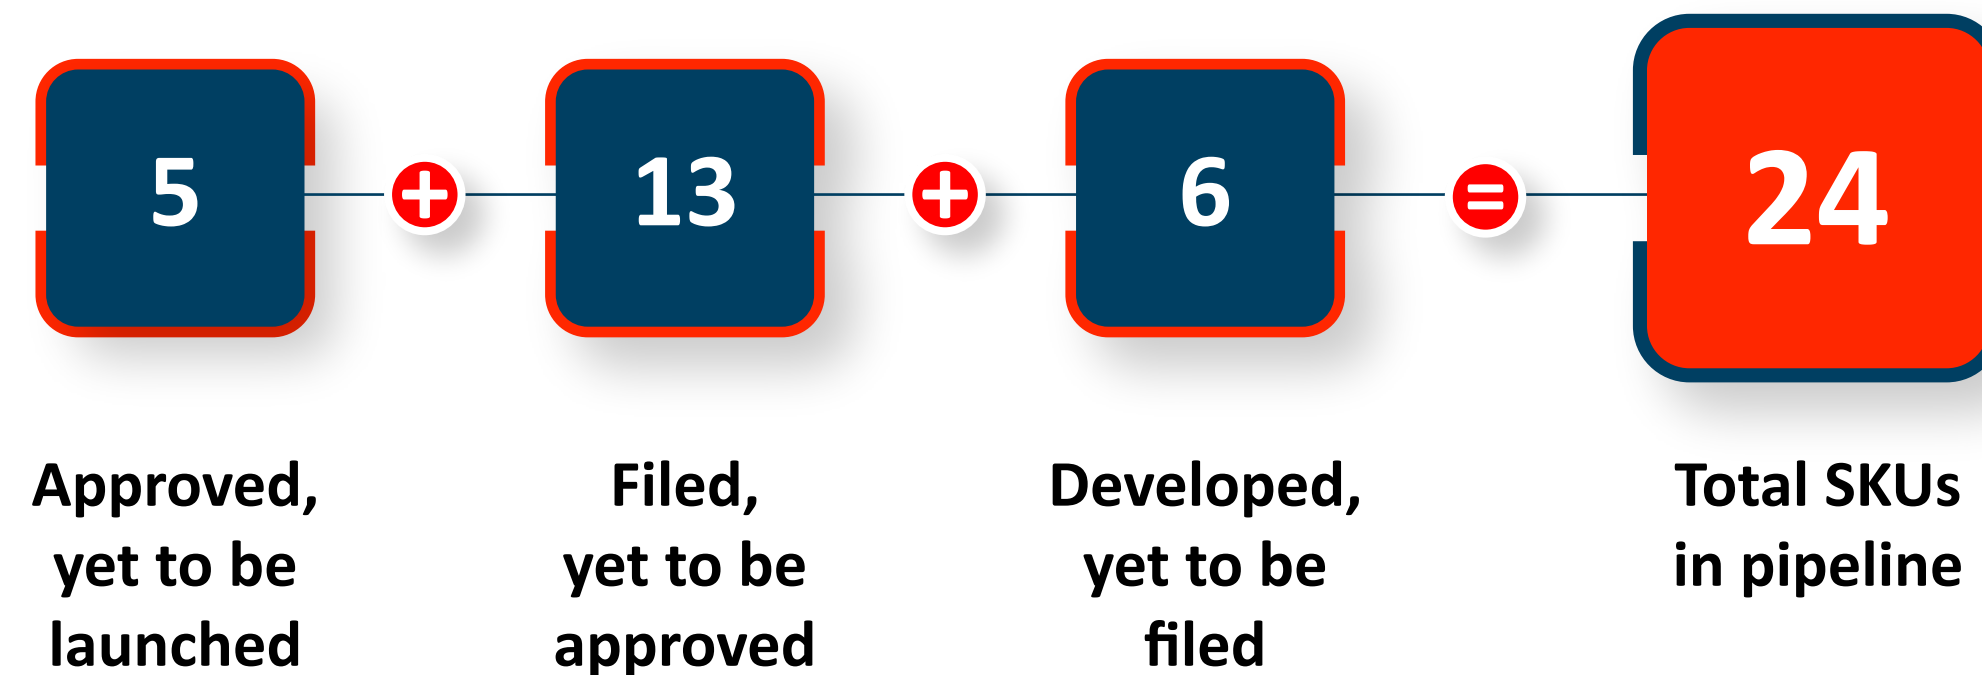 5 + 13 + 6 = 24
Approved,
yet to be
launched
Filed,
yet to be
approved
Developed,
yet to be
filed
Total SKUs
in pipeline